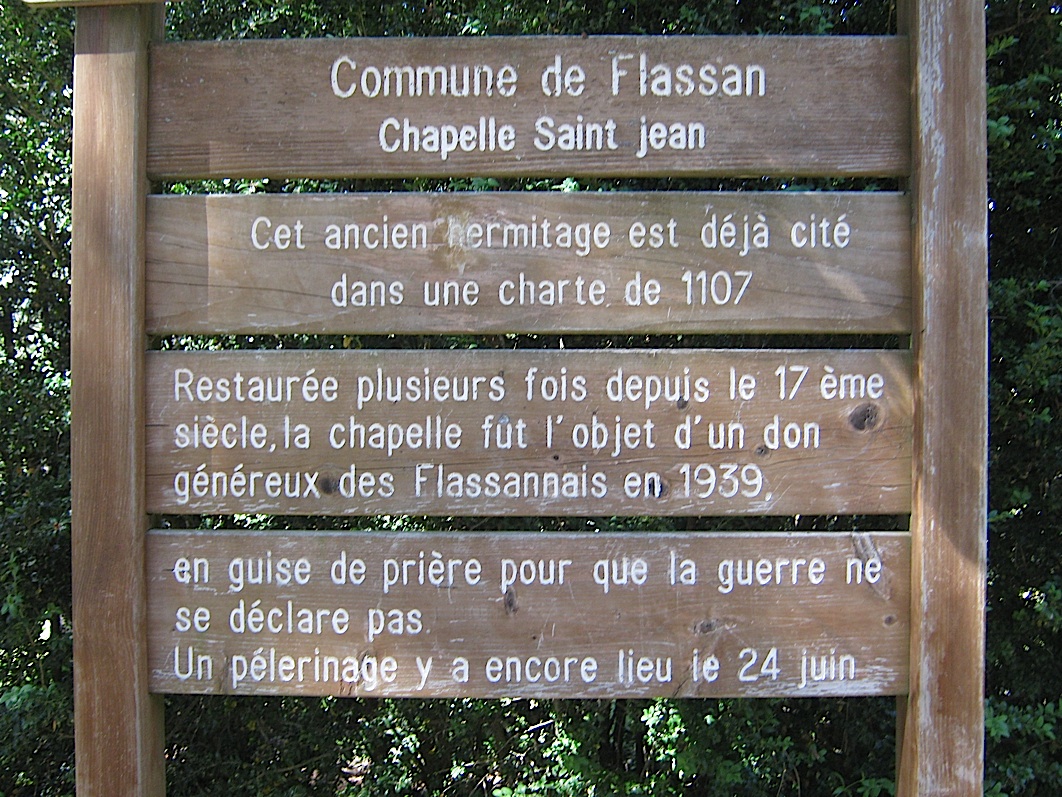 Commune de Flassan
Chapelle Saint jean
Cet ancien hermitage est déjà cité
dans une charte de 1107
Restaurée plusieurs fois depuis le 17 ème
siècle, la chapelle fût l'objet d'un don
généreux des Flassannais en 1939,
en guise de prière pour que la guerre ne
se déclare pas.
Un pélerinage y a encore lieu le 24 juin